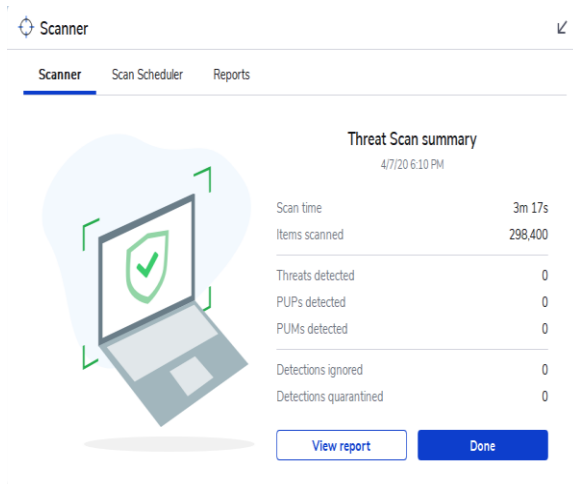 Scanner
Scanner Scan Scheduler Reports
Threat Scan summary
4/7/20 6:10 PM
Scan time 3m 17s
Items scanned 298,400
Threats detected 0
PUPs detected 0
PUMs detected 0
Detections ignored 0
Detections quarantined 0
View report Done